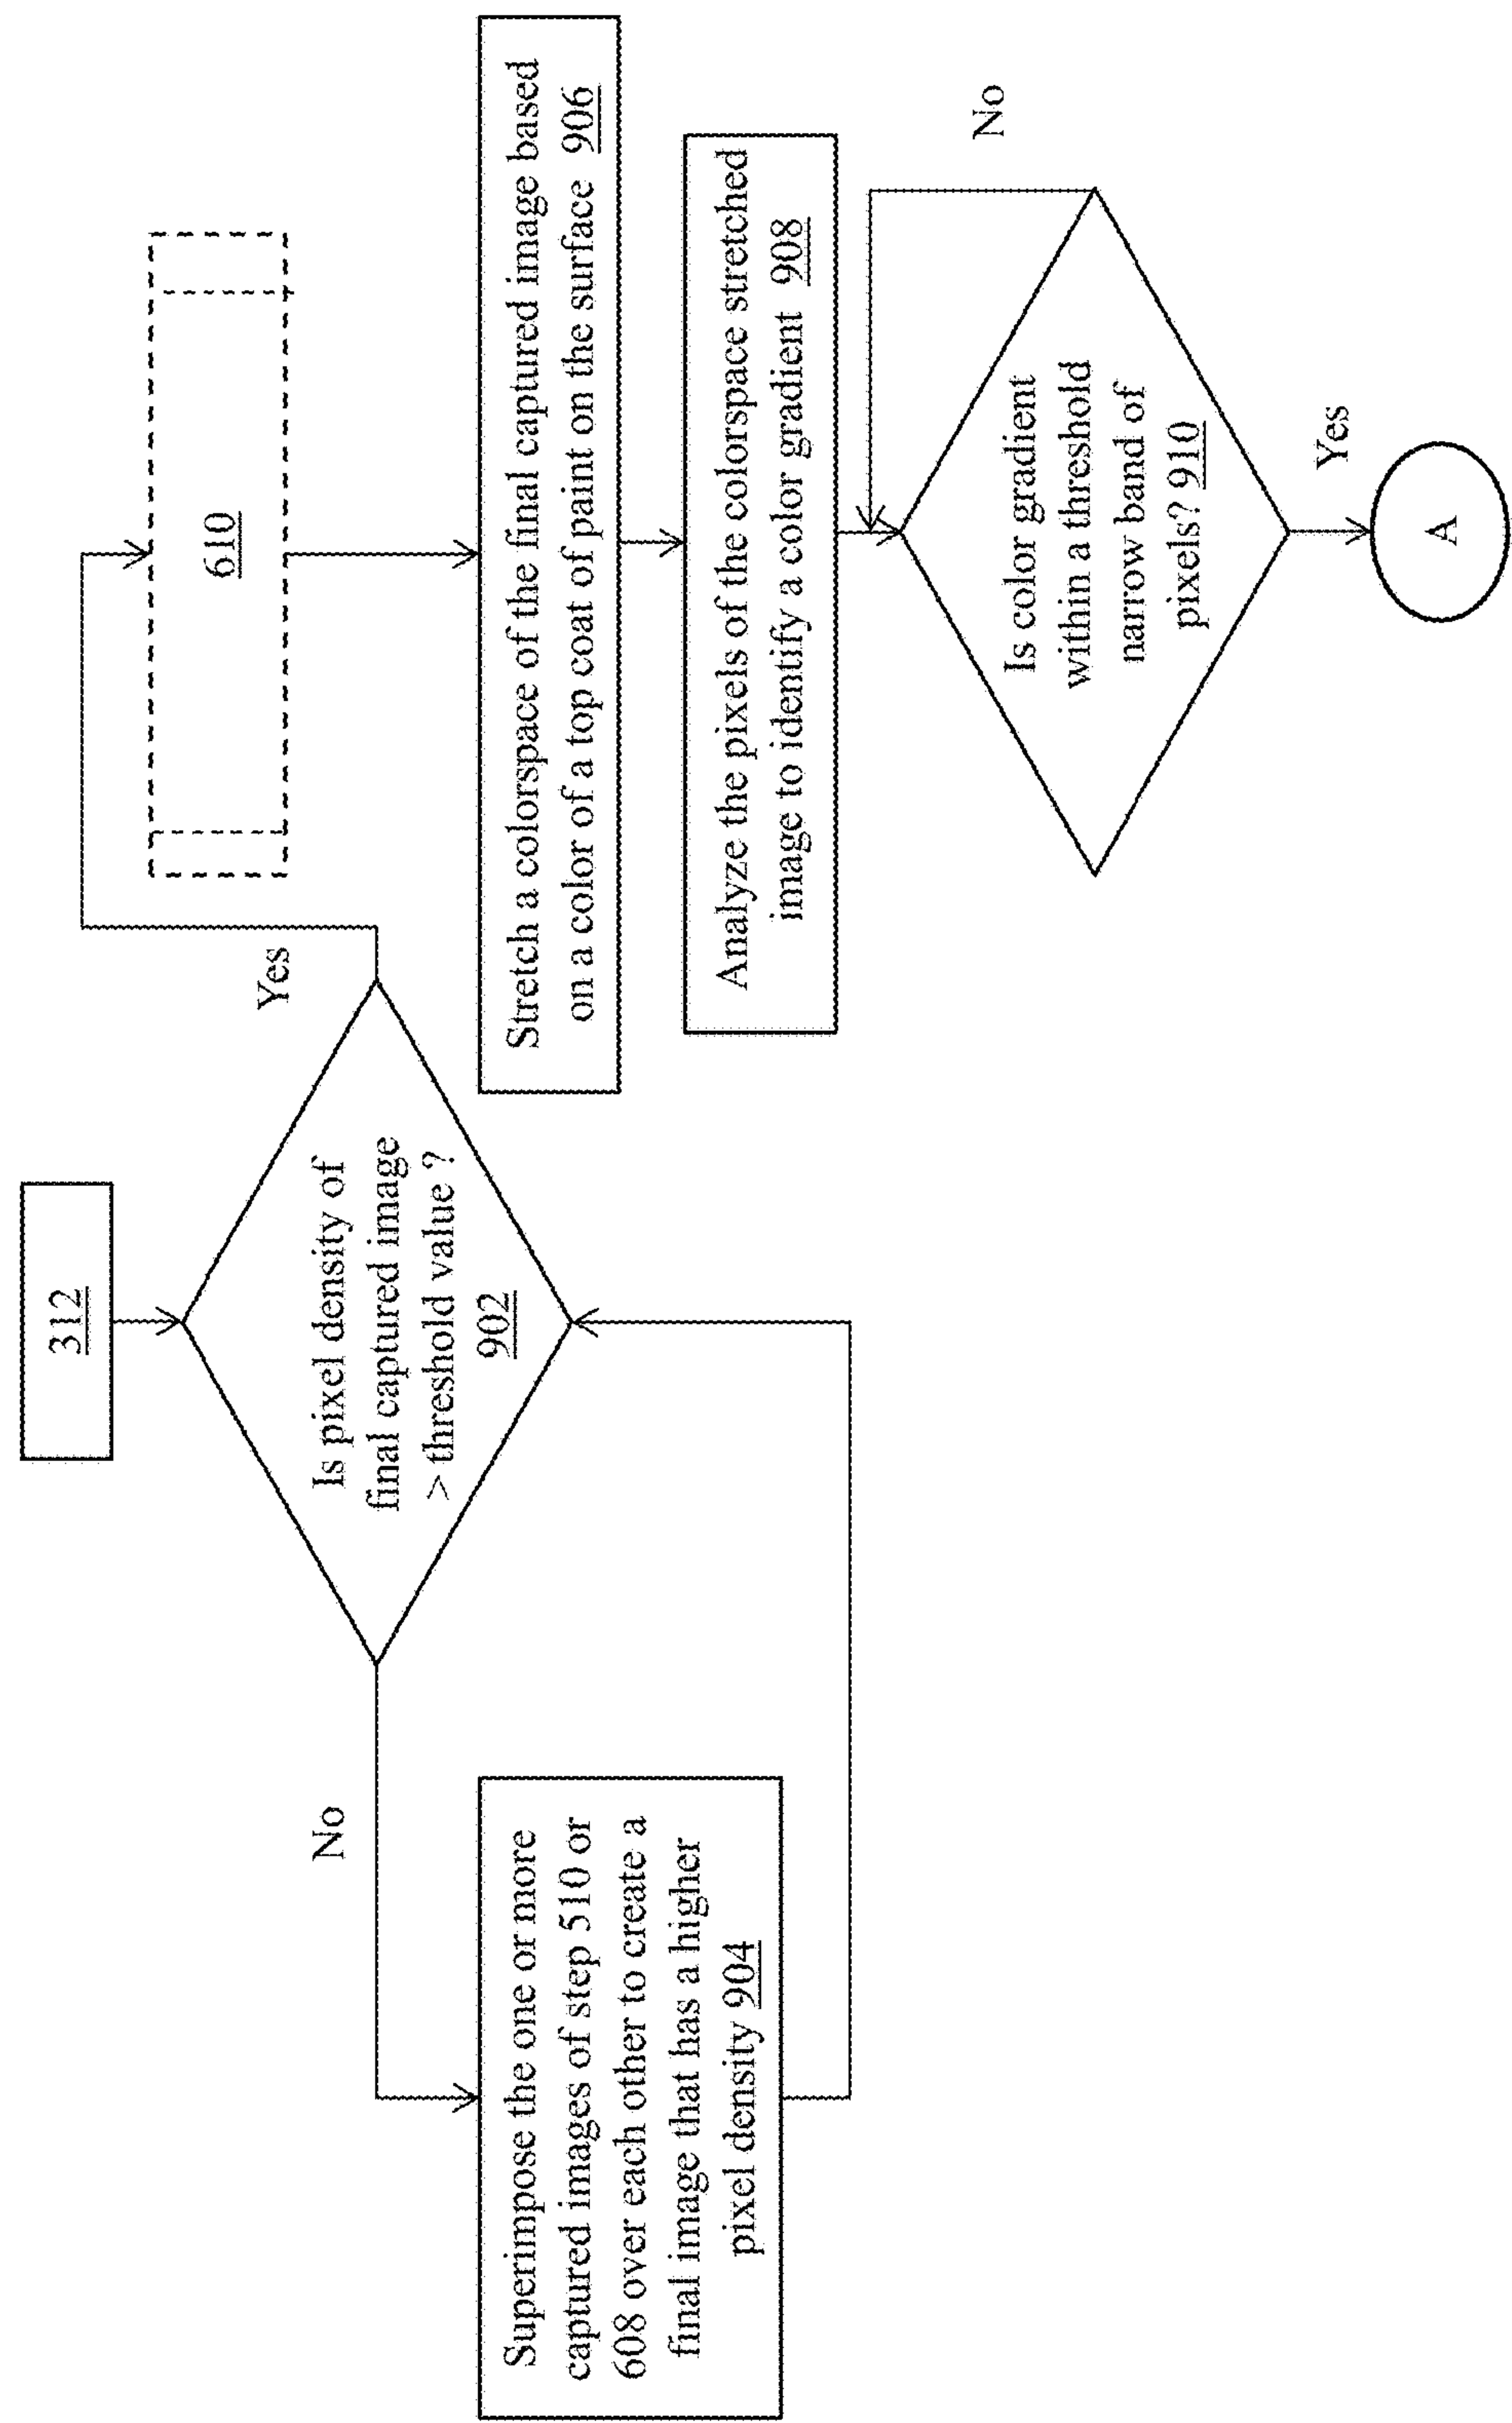 312
Is pixel density of
final captured image
> threshold value ?
902
No
Yes
Superimpose the one or more
captured images of step 510 or
608 over each other to create a
final image that has a higher
pixel density 904
610
Stretch a colorspace of the final captured image based
on a color of a top coat of paint on the surface 906
Analyze the pixels of the colorspace stretched
image to identify a color gradient 908
Is color gradient
within a threshold
narrow band of
pixels? 910
No
Yes
A